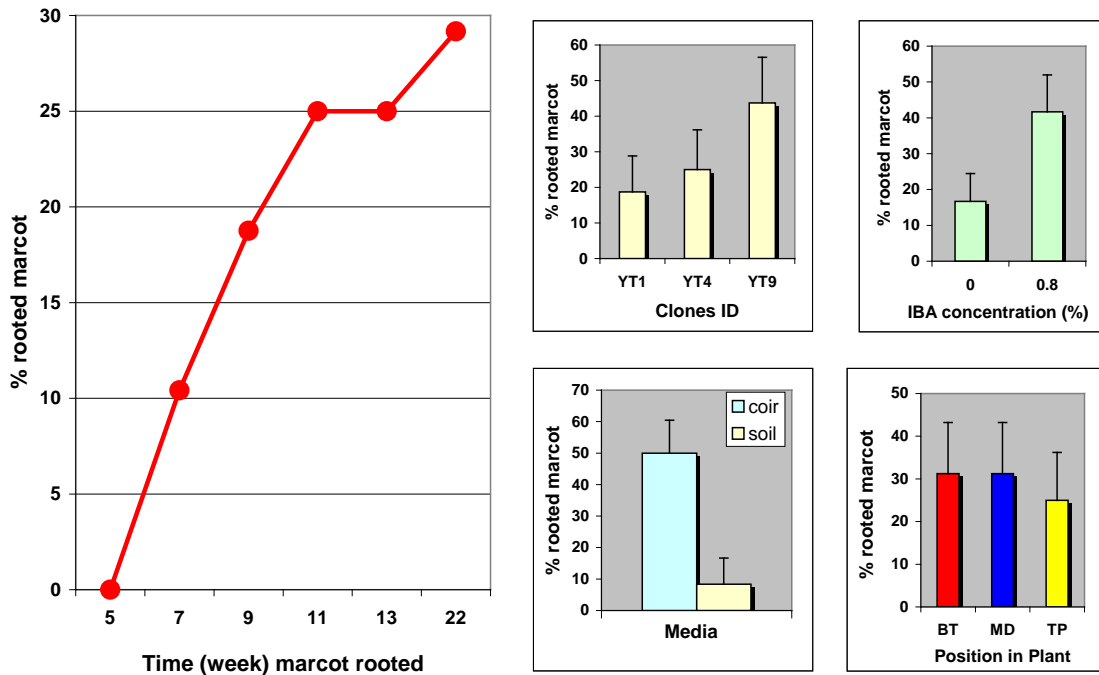 % rooted marcot
30
25
20
15
10
5
0
5 7 9 11 13 22
Time (week) marcot rooted
% rooted marcot
60
50
40
30
20
10
0
YT1 YT4 YT9
Clones ID
% rooted marcot
60
50
40
30
20
10
0
0 0.8
IBA concentration (%)
% rooted marcot
70
60
50
40
30
20
10
0
coir
soil
Media
% rooted marcot
50
40
30
20
10
0
BT MD TP
Position in Plant